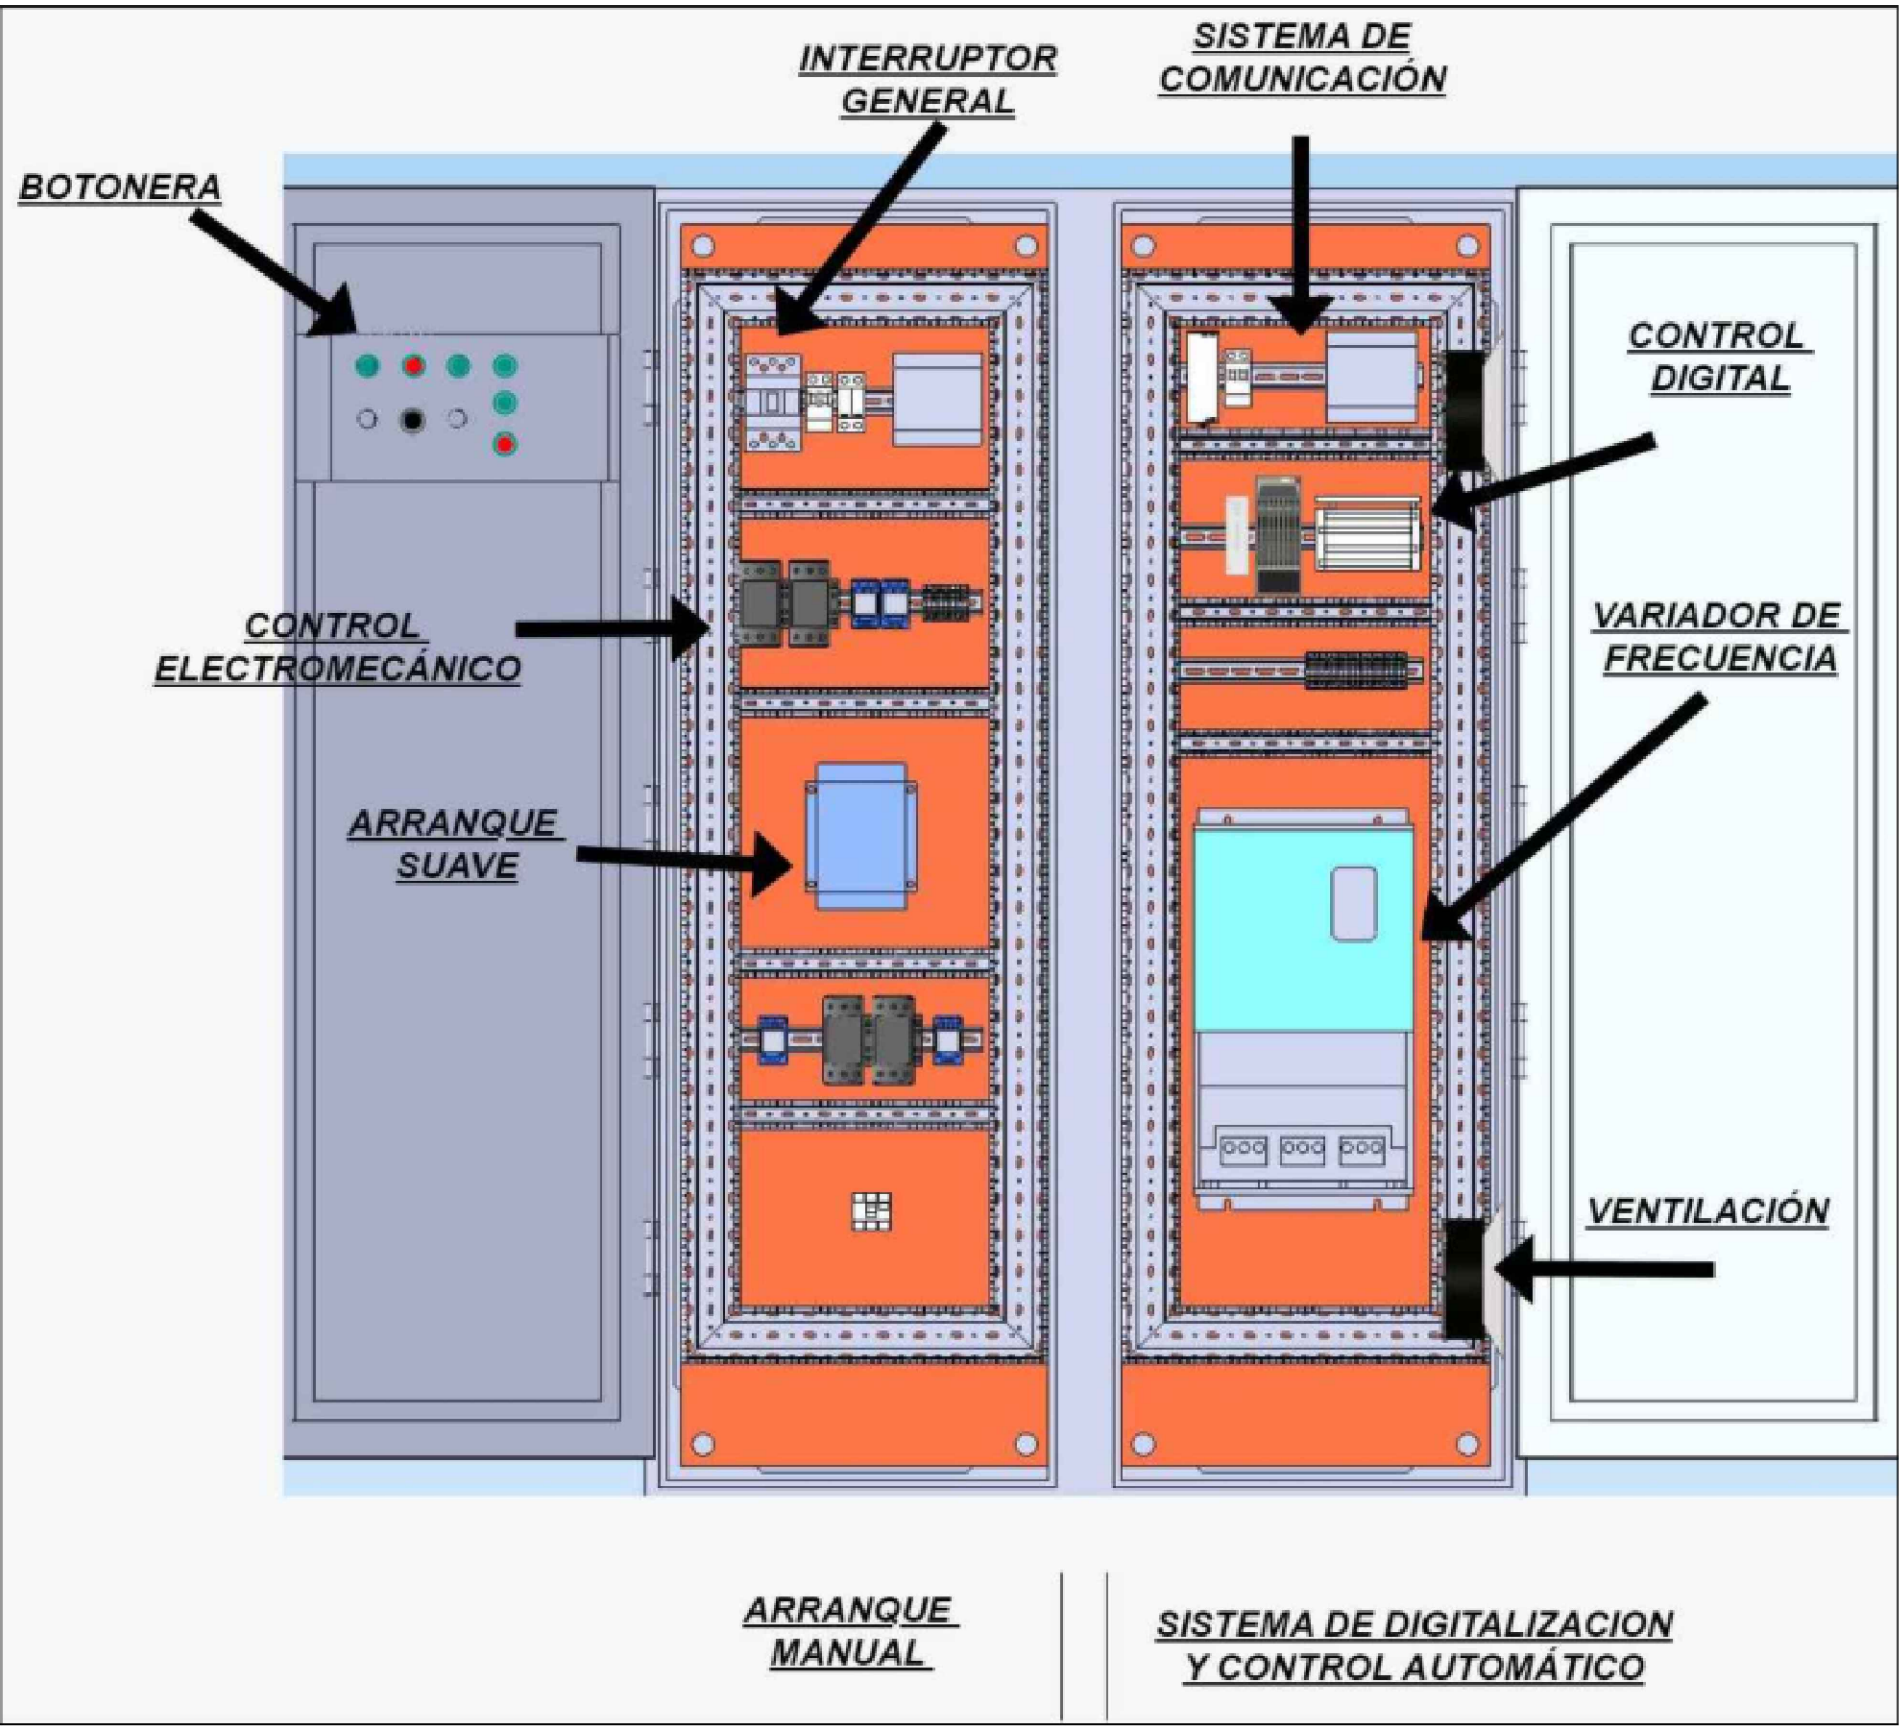 INTERRUPTOR
GENERAL
SISTEMA DE
COMUNICACIÓN
BOTONERA
CONTROL
DIGITAL
CONTROL
ELECTROMECÁNICO
VARIADOR DE
FRECUENCIA
ARRANQUE
SUAVE
VENTILACIÓN
ARRANQUE
MANUAL
SISTEMA DE DIGITALIZACION
Y CONTROL AUTOMÁTICO